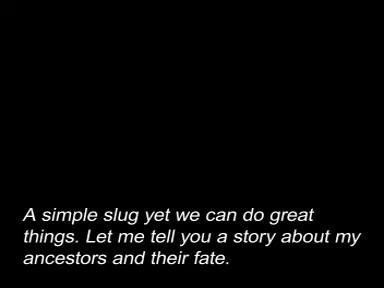 A simple slug yet we can do great
things. Let me tell you a story about my
ancestors and their fate.